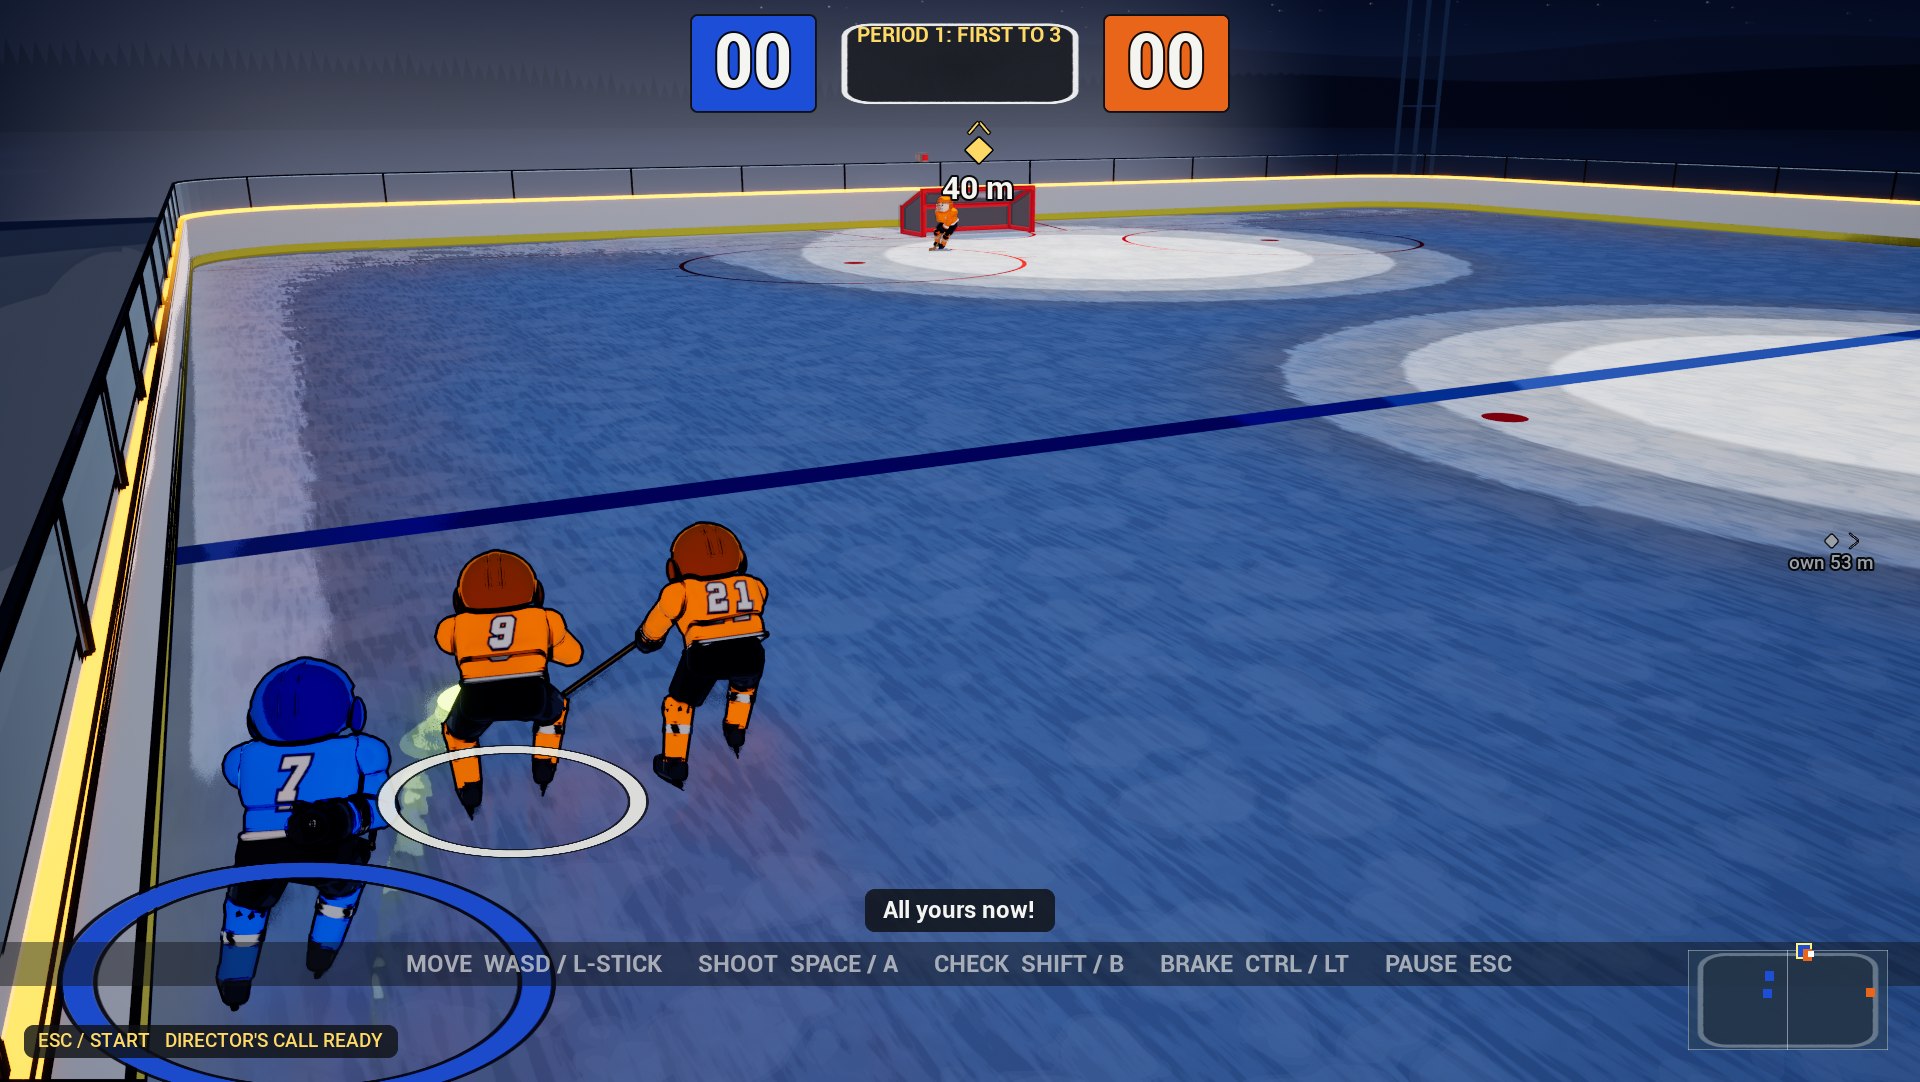 00
PERIOD 1: FIRST TO 3
00
40 m
own 53 m
21
9
7
All yours now!
MOVE WASD / L-STICK SHOOT SPACE / A CHECK SHIFT / B BRAKE CTRL / LT PAUSE ESC
ESC / START DIRECTOR'S CALL READY